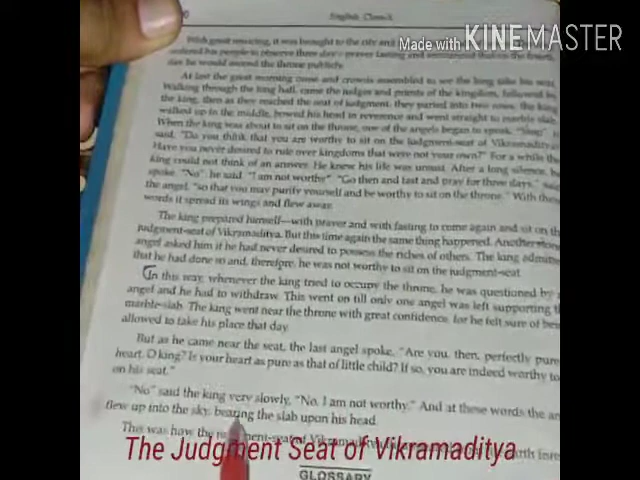 English Class-X
Made with KINEMASTER
With great rejoicing, it was brought to the city and
ordered his people to observe three days prayer fasting and announced that on the fourth
day he would ascend the throne publicly.
At last the great morning came and crowds assembled to see the king take his seat.
Walking through the long hall, came the judges and priests of the kingdom, followed by
the king, then as they reached the seat of judgment, they parted into two rows, the king
walked up in the middle, bowed his head in reverence and went straight to marble slab.
When the king was about to sit on the throne, one of the angels began to speak. "Stop"
said, "Do you think that you are worthy to sit on the judgment-seat of Vikramaditya
Have you never desired to rule over kingdoms that were not your own?" For a while the
king could not think of an answer. He knew his life was unjust. After a long silence, he
spoke. "No", he said. "I am not worthy." "Go then and fast and pray for three days," said
the angel, "so that you may purify yourself and be worthy to sit on the throne." With these
words it spread its wings and flew away.
The king prepared himself—with prayer and with fasting to come again and sit on the
judgment-seat of Vikramaditya. But this time again the same thing happened. Another stone
angel asked him if he had never desired to possess the riches of others. The king admitted
that he had done so and, therefore, he was not worthy to sit on the judgment-seat.
In this way, whenever the king tried to occupy the throne, he was questioned by
angel and he had to withdraw. This went on till only one angel was left supporting the
marble-slab. The king went near the throne with great confidence, for he felt sure of being
allowed to take his place that day.
But as he came near the seat, the last angel spoke, "Are you, then, perfectly pure
heart, O king? Is your heart as pure as that of little child? If so, you are indeed worthy to
on his seat."
"No" said the king very slowly, "No, I am not worthy." And at these words the an
flew up into the sky, bearing the slab upon his head.
This was how the judgment-seat of Vikramaditya
The Judgment Seat of Vikramaditya
GLOSSARY